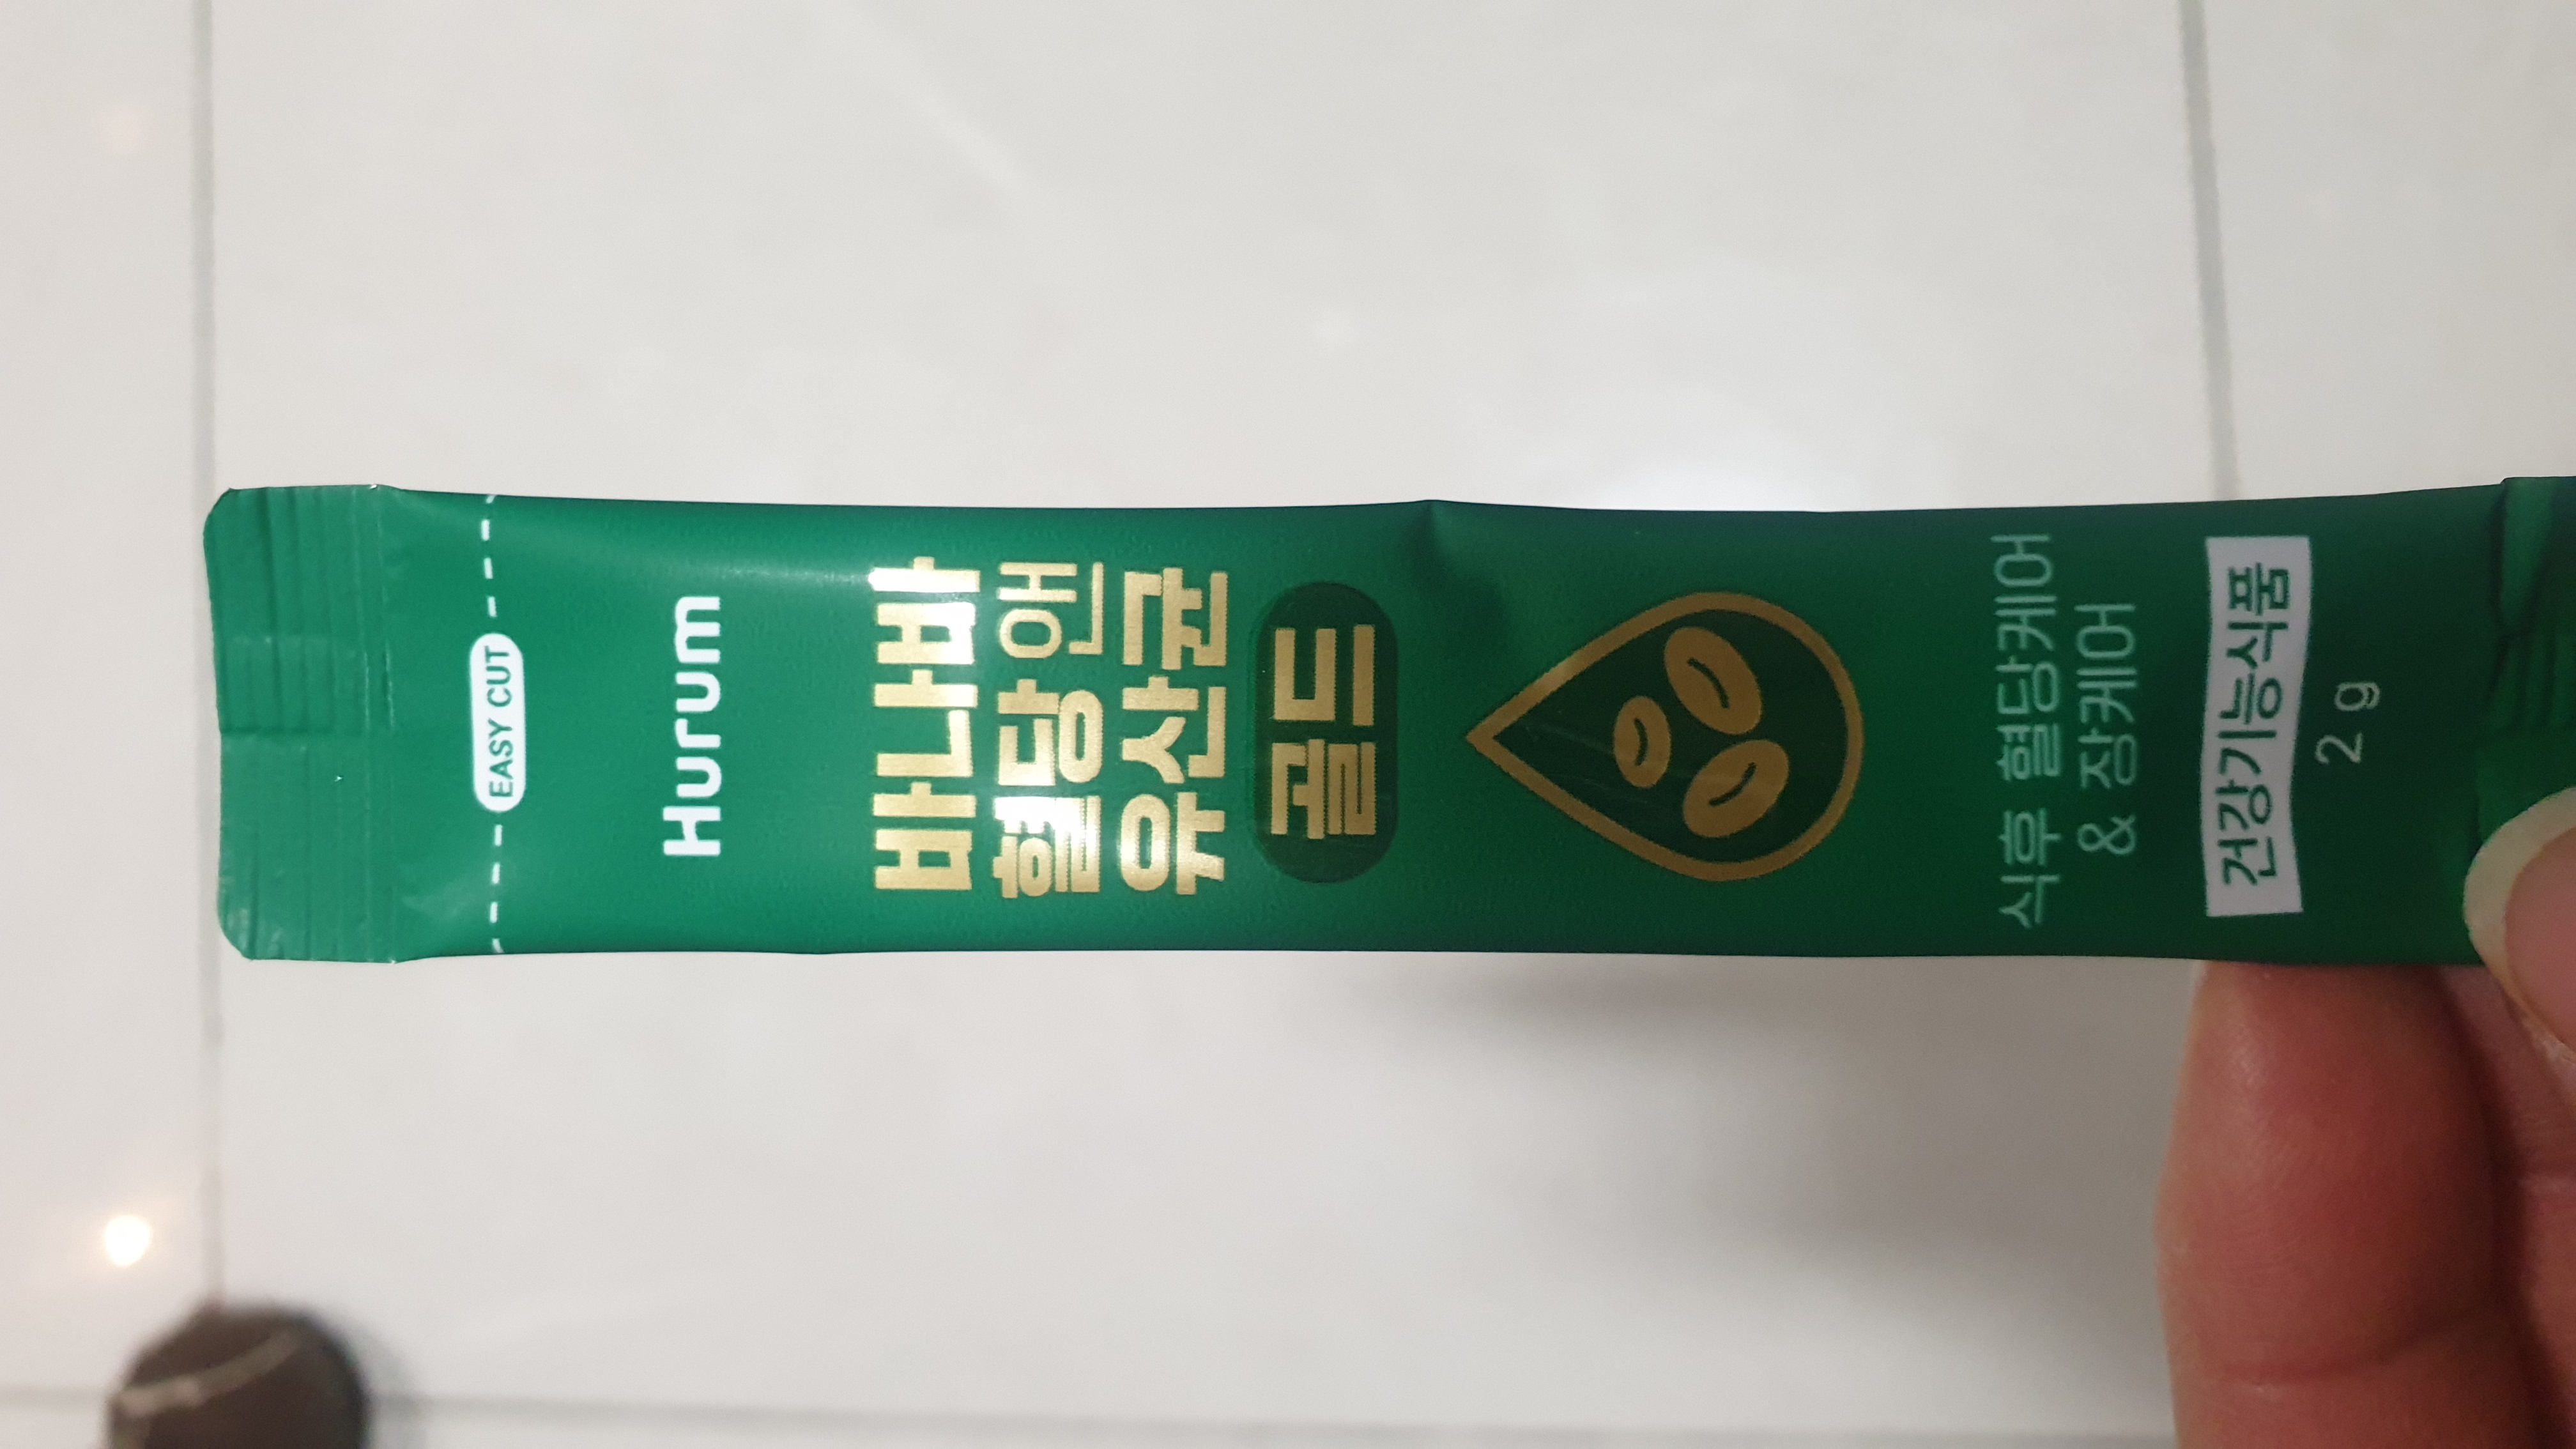 EASY CUT
Hurum
바나바
혈당 앤
유산균
골드
식후 혈당케어
& 장케어
건강기능식품
2 g